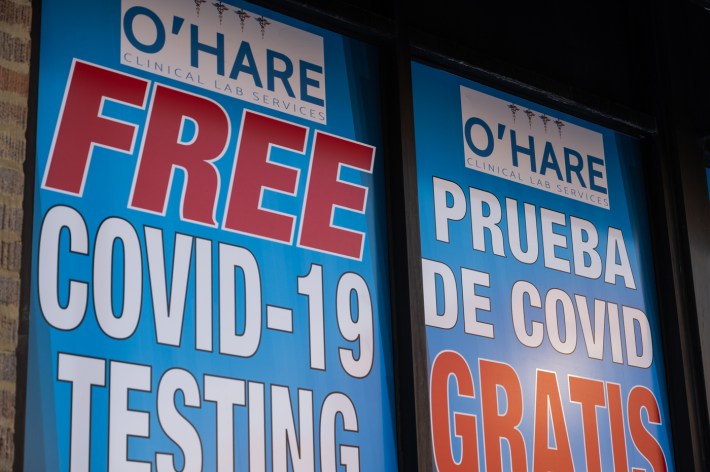 O'HARE
CLINICAL LAB SERVICES
FREE
COVID-19
TESTING
O'HARE
CLINICAL LAB SERVICES
PRUEBA
DE COVID
GRATIS